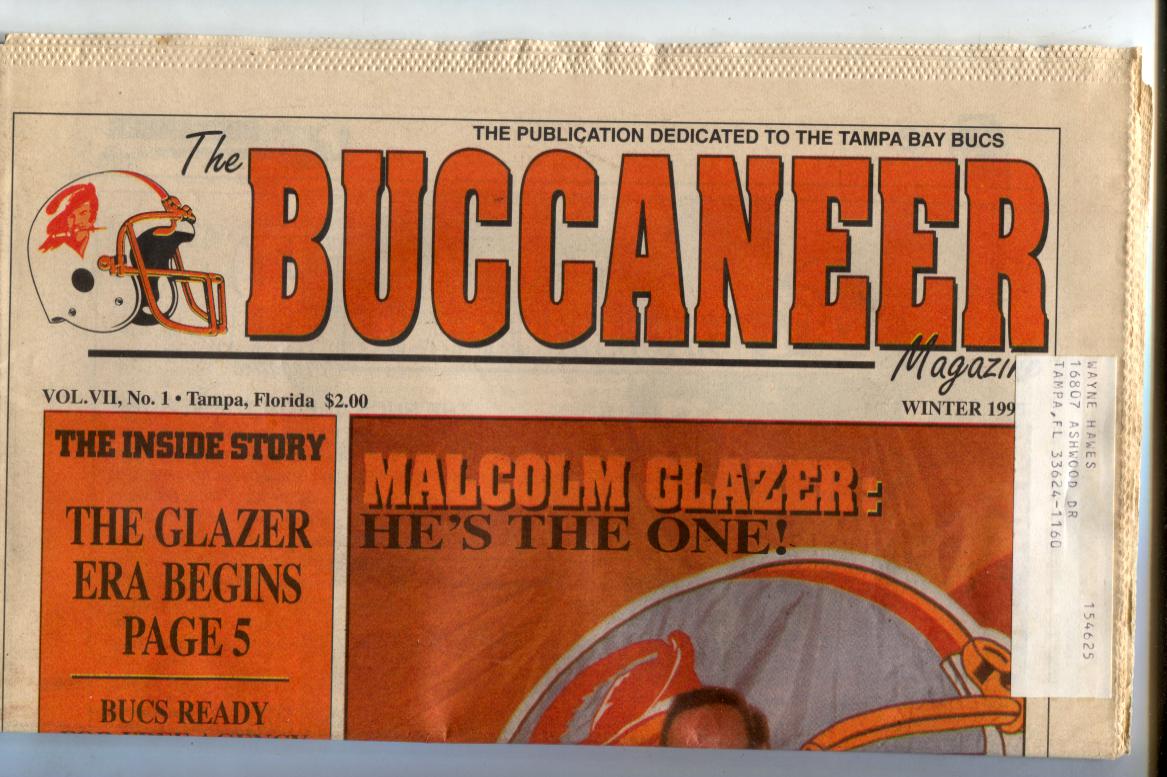 THE PUBLICATION DEDICATED TO THE TAMPA BAY BUCS
The
BUCCANEER
Magazin
VOL.VII, No. 1 • Tampa, Florida $2.00
WINTER 199
THE INSIDE STORY
THE GLAZER
ERA BEGINS
PAGE 5
BUCS READY
MALCOLM GLAZER:
HE'S THE ONE!
WAYNE HAWES
16807 ASHWOOD DR
TAMPA,FL 33624-1160
154625